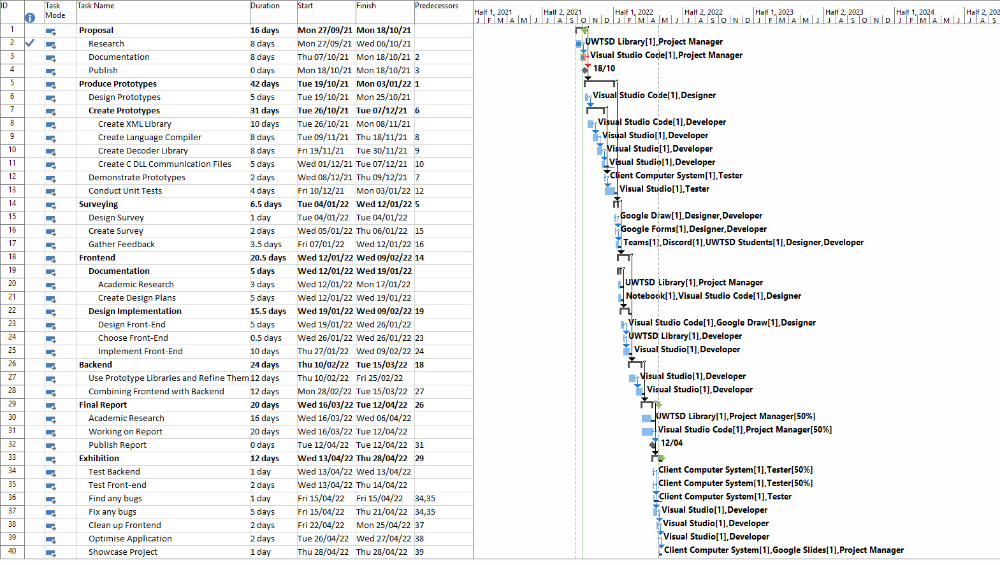 ID Task Mode Task Name Duration Start Finish Predecessors
Half 1, 2021 Half 2, 2021 Half 1, 2022 Half 2, 2022 Half 1, 2023 Half 2, 2023 Half 1, 2024 Half 2, 202
J F M A M J J A S O N D J F M A M J J A S O N D J F M A M J J A S O N D J F M A M J J A S
1 Proposal 16 days Mon 27/09/21 Mon 18/10/21
2 Research 8 days Mon 27/09/21 Wed 06/10/21 UWTSD Library[1],Project Manager
3 Documentation 8 days Thu 07/10/21 Mon 18/10/21 2 Visual Studio Code[1],Project Manager
4 Publish 0 days Mon 18/10/21 Mon 18/10/21 3 18/10
5 Produce Prototypes 42 days Tue 19/10/21 Mon 03/01/22 1
6 Design Prototypes 5 days Tue 19/10/21 Mon 25/10/21 Visual Studio Code[1],Designer
7 Create Prototypes 31 days Tue 26/10/21 Tue 07/12/21 6
8 Create XML Library 10 days Tue 26/10/21 Mon 08/11/21 Visual Studio Code[1],Developer
9 Create Language Compiler 8 days Tue 09/11/21 Thu 18/11/21 8 Visual Studio[1],Developer
10 Create Decoder Library 8 days Fri 19/11/21 Tue 30/11/21 9 Visual Studio[1],Developer
11 Create C DLL Communication Files 5 days Wed 01/12/21 Tue 07/12/21 10 Visual Studio[1],Developer
12 Demonstrate Prototypes 2 days Wed 08/12/21 Thu 09/12/21 7 Client Computer System[1],Tester
13 Conduct Unit Tests 4 days Fri 10/12/21 Mon 03/01/22 12 Visual Studio[1],Tester
14 Surveying 6.5 days Tue 04/01/22 Wed 12/01/22 5
15 Design Survey 1 day Tue 04/01/22 Tue 04/01/22 Google Draw[1],Designer,Developer
16 Create Survey 2 days Wed 05/01/22 Thu 06/01/22 15 Google Forms[1],Designer,Developer
17 Gather Feedback 3.5 days Fri 07/01/22 Wed 12/01/22 16 Teams[1],Discord[1],UWTSD Students[1],Designer,Developer
18 Frontend 20.5 days Wed 12/01/22 Wed 09/02/22 14
19 Documentation 5 days Wed 12/01/22 Wed 19/01/22
20 Academic Research 3 days Wed 12/01/22 Mon 17/01/22 UWTSD Library[1],Project Manager
21 Create Design Plans 5 days Wed 12/01/22 Wed 19/01/22 Notebook[1],Visual Studio Code[1],Designer
22 Design Implementation 15.5 days Wed 19/01/22 Wed 09/02/22 19
23 Design Front-End 5 days Wed 19/01/22 Wed 26/01/22 Visual Studio Code[1],Google Draw[1],Designer
24 Choose Front-End 0.5 days Wed 26/01/22 Wed 26/01/22 23 UWTSD Library[1],Developer
25 Implement Front-End 10 days Thu 27/01/22 Wed 09/02/22 24 Visual Studio[1],Developer
26 Backend 24 days Thu 10/02/22 Tue 15/03/22 18
27 Use Prototype Libraries and Refine Them 12 days Thu 10/02/22 Fri 25/02/22 Visual Studio[1],Developer
28 Combining Frontend with Backend 12 days Mon 28/02/22 Tue 15/03/22 27 Visual Studio[1],Developer
29 Final Report 20 days Wed 16/03/22 Tue 12/04/22 26
30 Academic Research 16 days Wed 16/03/22 Wed 06/04/22 UWTSD Library[1],Project Manager[50%]
31 Working on Report 20 days Wed 16/03/22 Tue 12/04/22 Visual Studio Code[1],Project Manager[50%]
32 Publish Report 0 days Tue 12/04/22 Tue 12/04/22 31 12/04
33 Exhibition 12 days Wed 13/04/22 Thu 28/04/22 29
34 Test Backend 1 day Wed 13/04/22 Wed 13/04/22 Client Computer System[1],Tester[50%]
35 Test Front-end 2 days Wed 13/04/22 Thu 14/04/22 Client Computer System[1],Tester[50%]
36 Find any bugs 1 day Fri 15/04/22 Fri 15/04/22 34,35 Client Computer System[1],Tester
37 Fix any bugs 5 days Fri 15/04/22 Thu 21/04/22 34,35 Visual Studio[1],Developer
38 Clean up Frontend 2 days Fri 22/04/22 Mon 25/04/22 37 Visual Studio[1],Developer
39 Optimise Application 2 days Tue 26/04/22 Wed 27/04/22 38 Visual Studio[1],Developer
40 Showcase Project 1 day Thu 28/04/22 Thu 28/04/22 39 Client Computer System[1],Google Slides[1],Project Manager